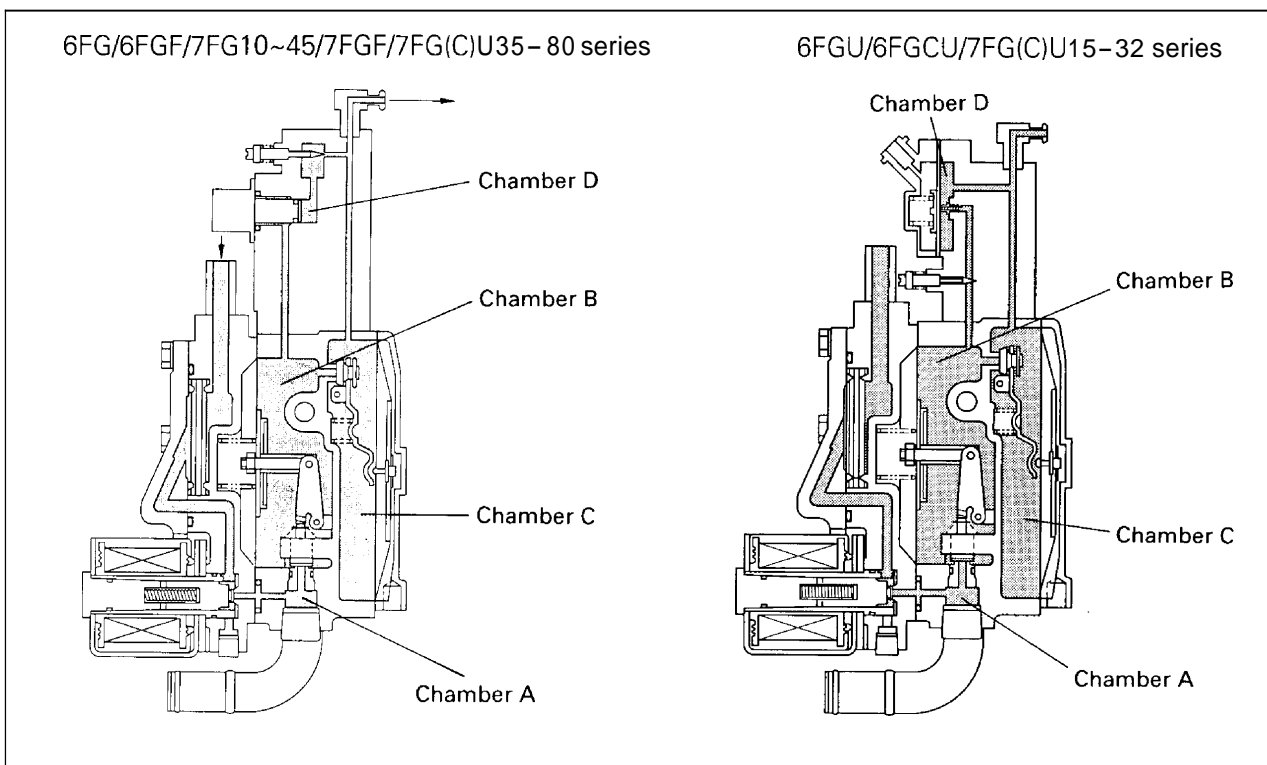 6FG/6FGF/7FG10~45/7FGF/7FG(C)U35–80 series
Chamber D
Chamber B
Chamber C
Chamber A
6FGU/6FGCU/7FG(C)U15–32 series
Chamber D
Chamber B
Chamber C
Chamber A